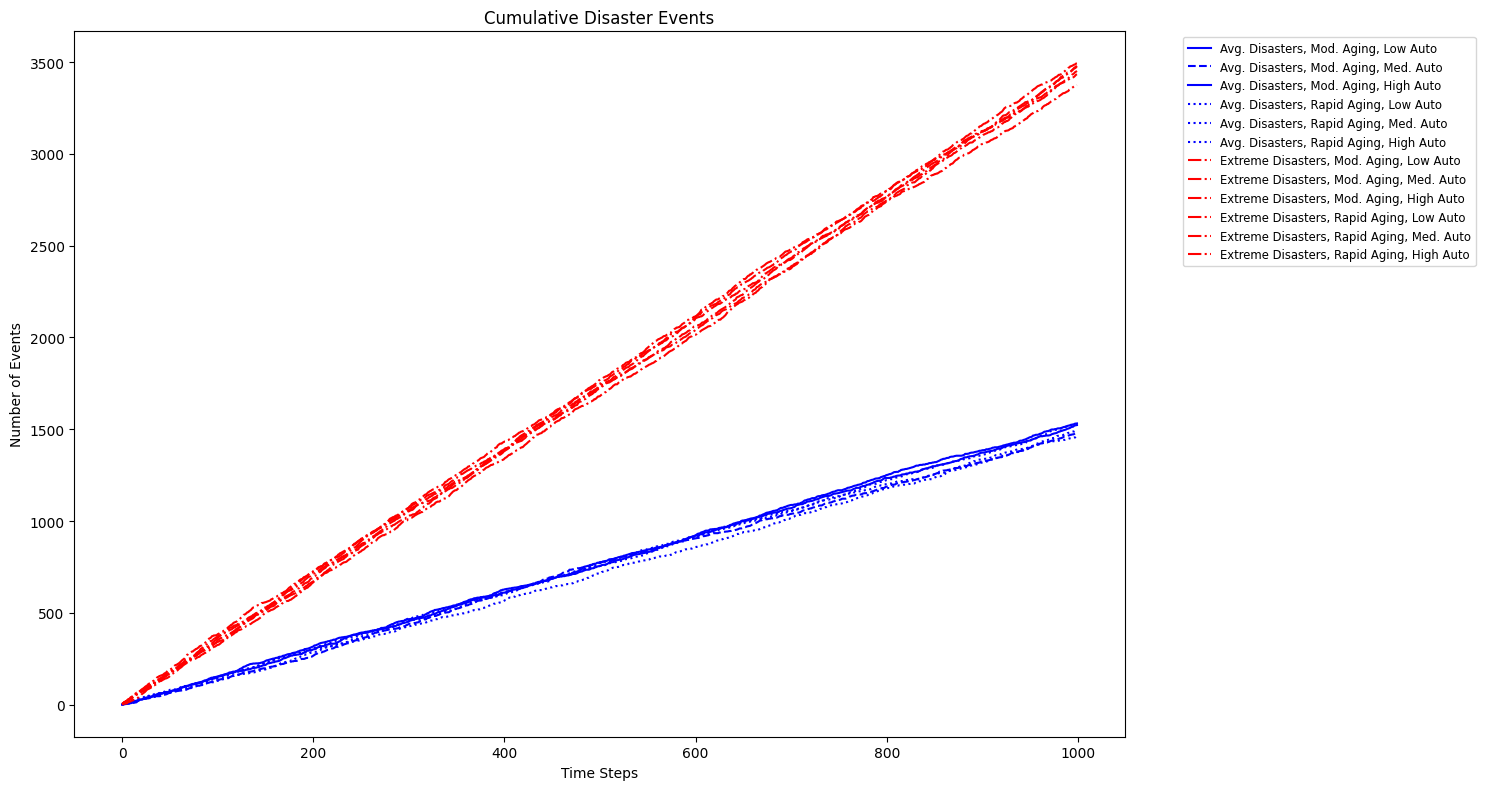 Cumulative Disaster Events
Number of Events
3500
3000
2500
2000
1500
1000
500
0
0 200 400 600 800 1000
Time Steps
Avg. Disasters, Mod. Aging, Low Auto
Avg. Disasters, Mod. Aging, Med. Auto
Avg. Disasters, Mod. Aging, High Auto
Avg. Disasters, Rapid Aging, Low Auto
Avg. Disasters, Rapid Aging, Med. Auto
Avg. Disasters, Rapid Aging, High Auto
Extreme Disasters, Mod. Aging, Low Auto
Extreme Disasters, Mod. Aging, Med. Auto
Extreme Disasters, Mod. Aging, High Auto
Extreme Disasters, Rapid Aging, Low Auto
Extreme Disasters, Rapid Aging, Med. Auto
Extreme Disasters, Rapid Aging, High Auto